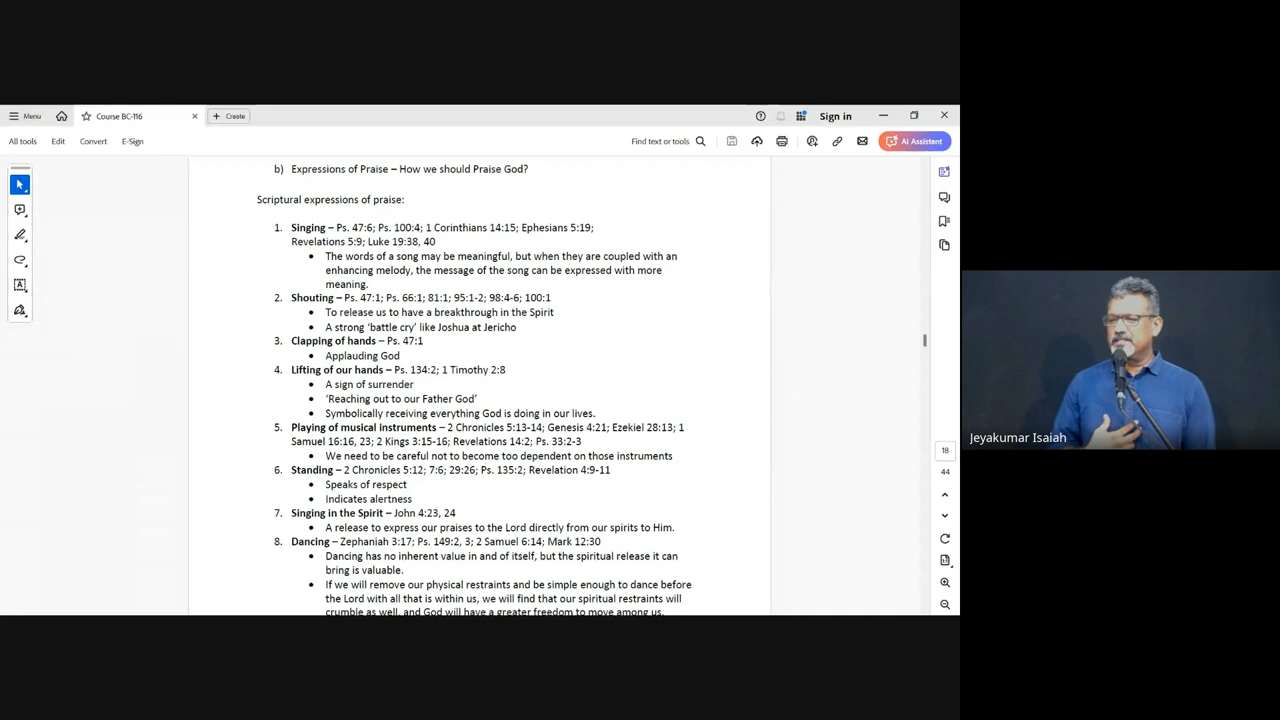 Menu
Course BC-116
Create
Sign in
All tools
Edit
Convert
E-Sign
Find text or tools
AI Assistant
b) Expressions of Praise – How we should Praise God?
Scriptural expressions of praise:
1. Singing – Ps. 47:6; Ps. 100:4; 1 Corinthians 14:15; Ephesians 5:19;
Revelations 5:9; Luke 19:38, 40
• The words of a song may be meaningful, but when they are coupled with an
enhancing melody, the message of the song can be expressed with more
meaning.
2. Shouting – Ps. 47:1; Ps. 66:1; 81:1; 95:1-2; 98:4-6; 100:1
• To release us to have a breakthrough in the Spirit
• A strong ‘battle cry’ like Joshua at Jericho
3. Clapping of hands – Ps. 47:1
• Applauding God
4. Lifting of our hands – Ps. 134:2; 1 Timothy 2:8
• A sign of surrender
• ‘Reaching out to our Father God’
• Symbolically receiving everything God is doing in our lives.
5. Playing of musical instruments – 2 Chronicles 5:13-14; Genesis 4:21; Ezekiel 28:13; 1
Samuel 16:16, 23; 2 Kings 3:15-16; Revelations 14:2; Ps. 33:2-3
• We need to be careful not to become too dependent on those instruments
6. Standing – 2 Chronicles 5:12; 7:6; 29:26; Ps. 135:2; Revelation 4:9-11
• Speaks of respect
• Indicates alertness
7. Singing in the Spirit – John 4:23, 24
• A release to express our praises to the Lord directly from our spirits to Him.
8. Dancing – Zephaniah 3:17; Ps. 149:2, 3; 2 Samuel 6:14; Mark 12:30
• Dancing has no inherent value in and of itself, but the spiritual release it can
bring is valuable.
• If we will remove our physical restraints and be simple enough to dance before
the Lord with all that is within us, we will find that our spiritual restraints will
crumble as well, and God will have a greater freedom to move among us.
18
44
Jeyakumar Isaiah